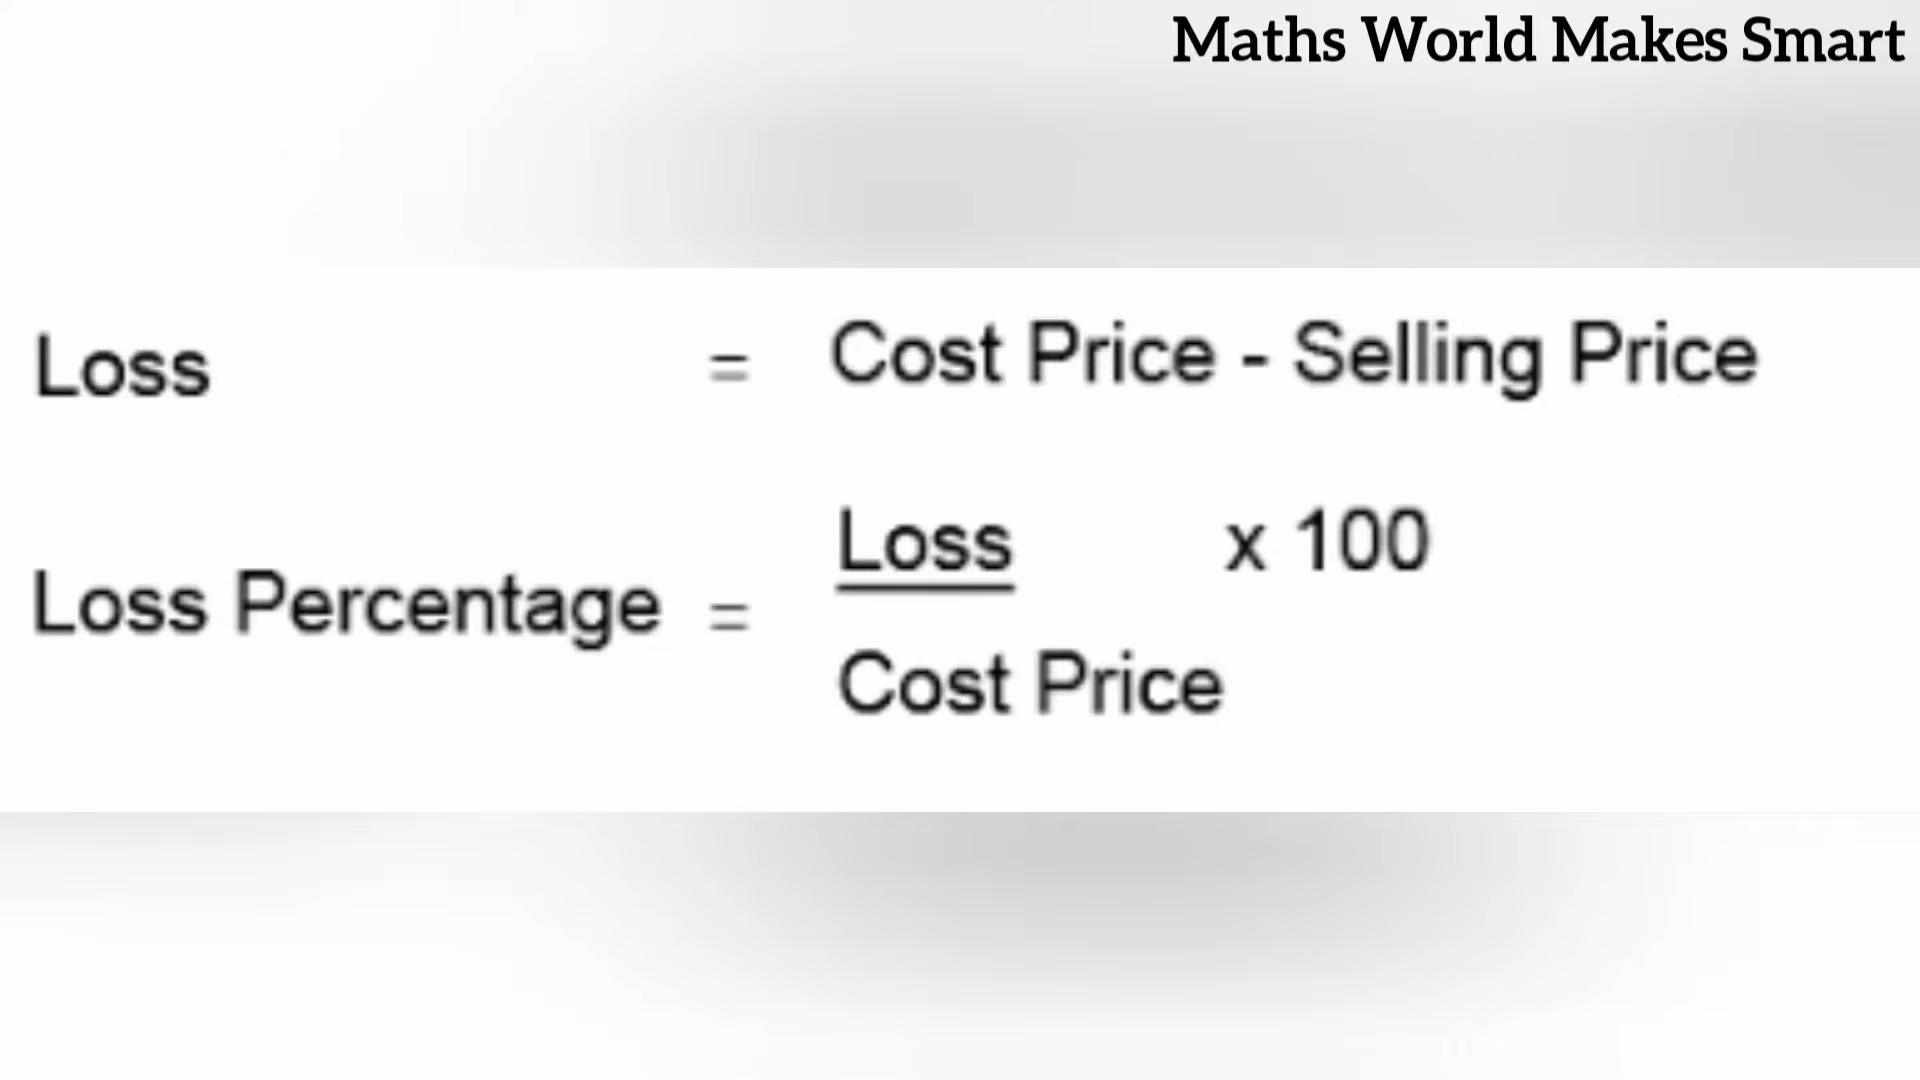 Maths World Makes Smart
Loss = Cost Price - Selling Price
Loss x 100
Loss Percentage =
Cost Price